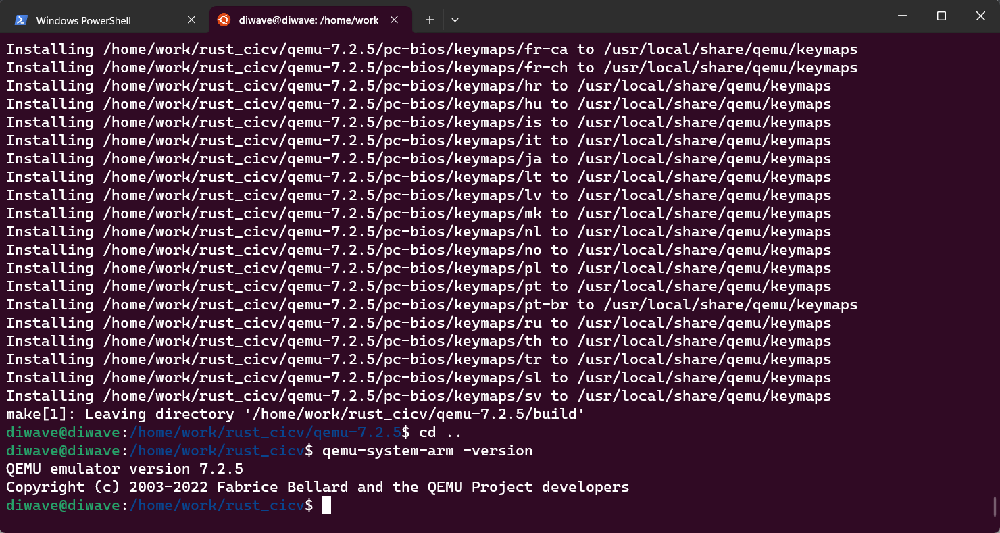 Windows PowerShell
diwave@diwave: /home/work
Installing /home/work/rust_cicv/qemu-7.2.5/pc-bios/keymaps/fr-ca to /usr/local/share/qemu/keymaps
Installing /home/work/rust_cicv/qemu-7.2.5/pc-bios/keymaps/fr-ch to /usr/local/share/qemu/keymaps
Installing /home/work/rust_cicv/qemu-7.2.5/pc-bios/keymaps/hr to /usr/local/share/qemu/keymaps
Installing /home/work/rust_cicv/qemu-7.2.5/pc-bios/keymaps/hu to /usr/local/share/qemu/keymaps
Installing /home/work/rust_cicv/qemu-7.2.5/pc-bios/keymaps/is to /usr/local/share/qemu/keymaps
Installing /home/work/rust_cicv/qemu-7.2.5/pc-bios/keymaps/it to /usr/local/share/qemu/keymaps
Installing /home/work/rust_cicv/qemu-7.2.5/pc-bios/keymaps/ja to /usr/local/share/qemu/keymaps
Installing /home/work/rust_cicv/qemu-7.2.5/pc-bios/keymaps/lt to /usr/local/share/qemu/keymaps
Installing /home/work/rust_cicv/qemu-7.2.5/pc-bios/keymaps/lv to /usr/local/share/qemu/keymaps
Installing /home/work/rust_cicv/qemu-7.2.5/pc-bios/keymaps/mk to /usr/local/share/qemu/keymaps
Installing /home/work/rust_cicv/qemu-7.2.5/pc-bios/keymaps/nl to /usr/local/share/qemu/keymaps
Installing /home/work/rust_cicv/qemu-7.2.5/pc-bios/keymaps/no to /usr/local/share/qemu/keymaps
Installing /home/work/rust_cicv/qemu-7.2.5/pc-bios/keymaps/pl to /usr/local/share/qemu/keymaps
Installing /home/work/rust_cicv/qemu-7.2.5/pc-bios/keymaps/pt to /usr/local/share/qemu/keymaps
Installing /home/work/rust_cicv/qemu-7.2.5/pc-bios/keymaps/pt-br to /usr/local/share/qemu/keymaps
Installing /home/work/rust_cicv/qemu-7.2.5/pc-bios/keymaps/ru to /usr/local/share/qemu/keymaps
Installing /home/work/rust_cicv/qemu-7.2.5/pc-bios/keymaps/th to /usr/local/share/qemu/keymaps
Installing /home/work/rust_cicv/qemu-7.2.5/pc-bios/keymaps/tr to /usr/local/share/qemu/keymaps
Installing /home/work/rust_cicv/qemu-7.2.5/pc-bios/keymaps/sl to /usr/local/share/qemu/keymaps
Installing /home/work/rust_cicv/qemu-7.2.5/pc-bios/keymaps/sv to /usr/local/share/qemu/keymaps
make[1]: Leaving directory '/home/work/rust_cicv/qemu-7.2.5/build'
diwave@diwave:/home/work/rust_cicv/qemu-7.2.5$ cd ..
diwave@diwave:/home/work/rust_cicv$ qemu-system-arm -version
QEMU emulator version 7.2.5
Copyright (c) 2003-2022 Fabrice Bellard and the QEMU Project developers
diwave@diwave:/home/work/rust_cicv$